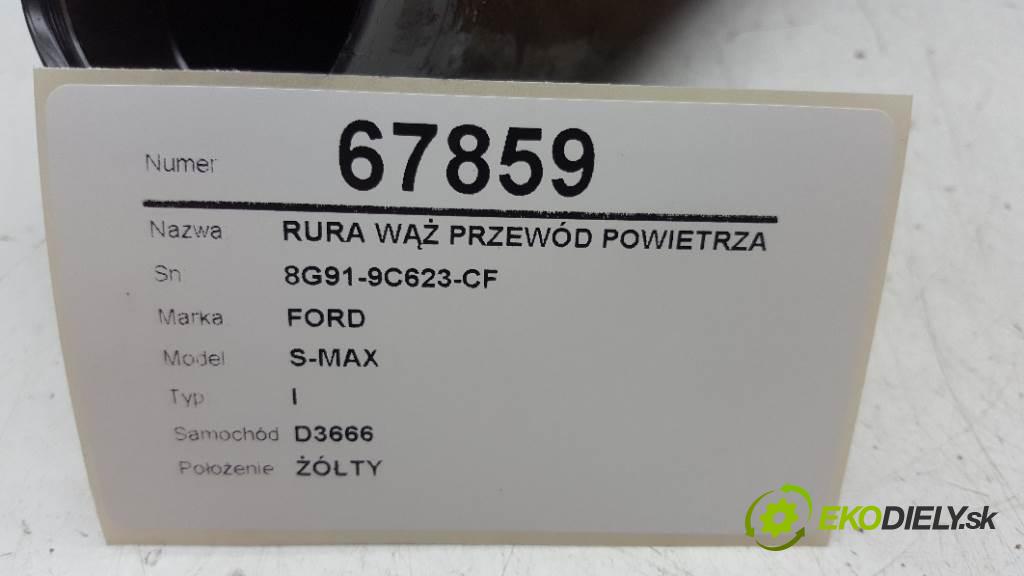 Numer 67859
Nazwa RURA WĄŻ PRZEWÓD POWIETRZA
Sn 8G91-9C623-CF
Marka FORD
Model S-MAX
Typ I
Samochód D3666
Położenie ŻÓŁTY
EKODIELY.sk